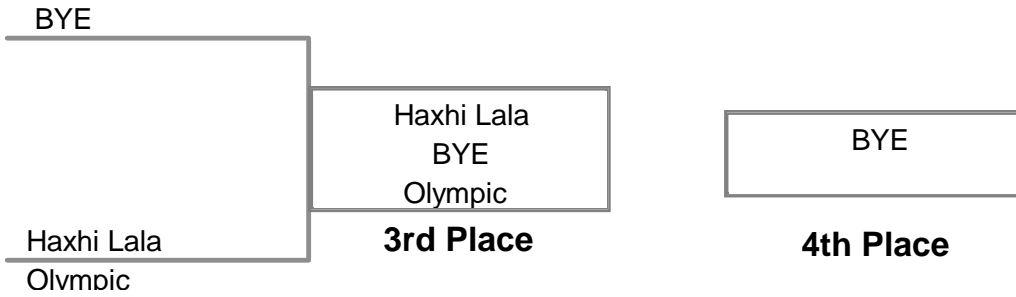 BYE
Haxhi Lala
BYE
Olympic
BYE
3rd Place
4th Place
Haxhi Lala
Olympic